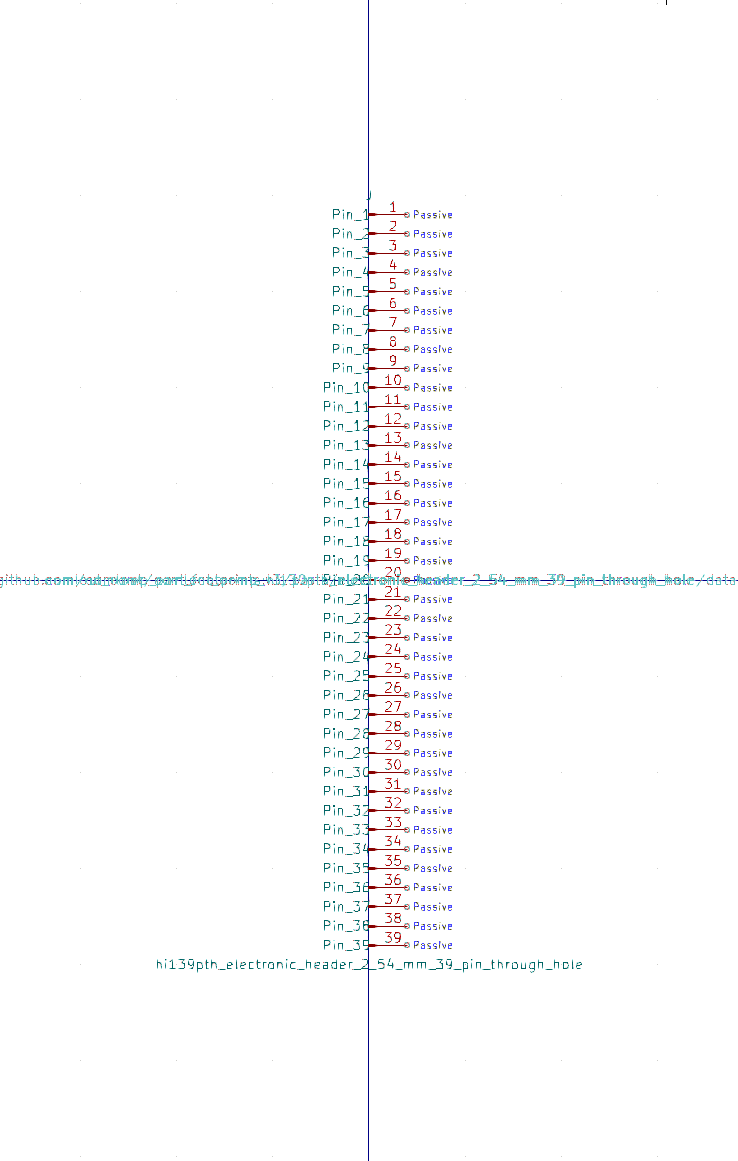 J
Pin_1 1 Passive
Pin_2 2 Passive
Pin_3 3 Passive
Pin_4 4 Passive
Pin_5 5 Passive
Pin_6 6 Passive
Pin_7 7 Passive
Pin_8 8 Passive
Pin_9 9 Passive
Pin_10 10 Passive
Pin_11 11 Passive
Pin_12 12 Passive
Pin_13 13 Passive
Pin_14 14 Passive
Pin_15 15 Passive
Pin_16 16 Passive
Pin_17 17 Passive
Pin_18 18 Passive
Pin_19 19 Passive
20
header_2_54_mm_39_pin_through_hole/data
Pin_21 21 Passive
Pin_22 22 Passive
Pin_23 23 Passive
Pin_24 24 Passive
Pin_25 25 Passive
Pin_26 26 Passive
Pin_27 27 Passive
Pin_28 28 Passive
Pin_29 29 Passive
Pin_30 30 Passive
Pin_31 31 Passive
Pin_32 32 Passive
Pin_33 33 Passive
Pin_34 34 Passive
Pin_35 35 Passive
Pin_36 36 Passive
Pin_37 37 Passive
Pin_38 38 Passive
Pin_39 39 Passive
hi139pth_electronic_header_2_54_mm_39_pin_through_hole